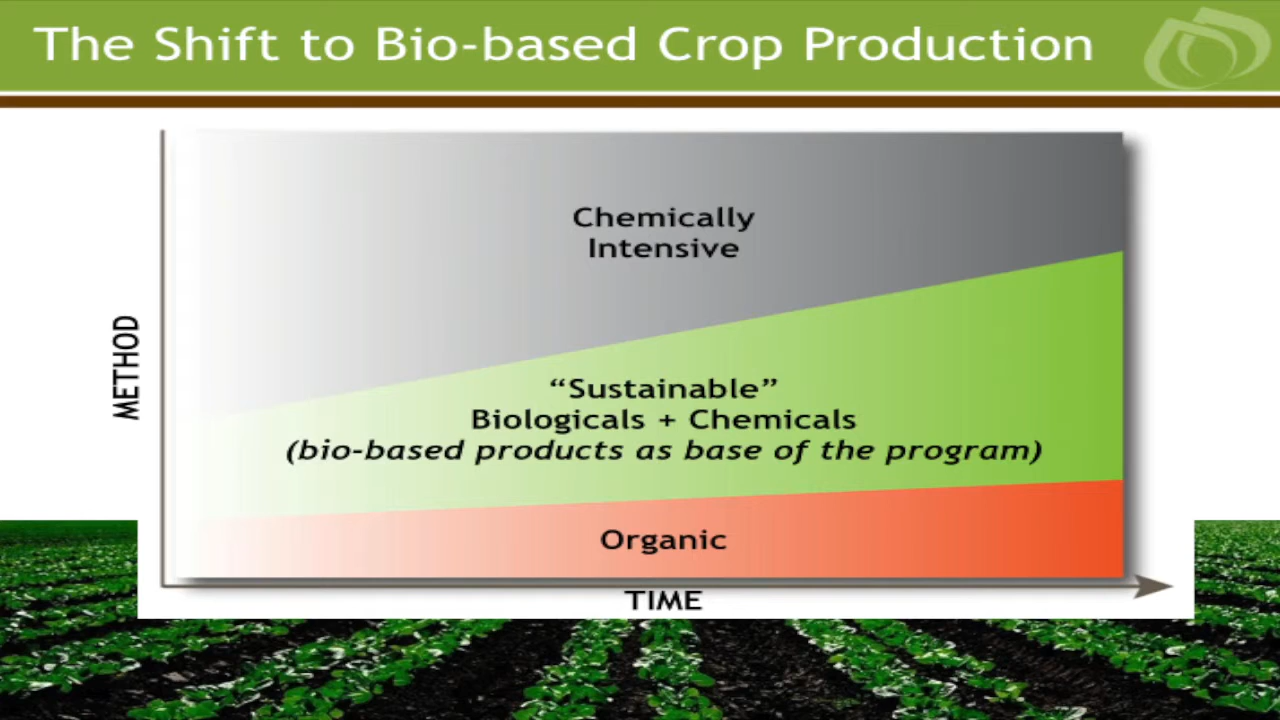 The Shift to Bio-based Crop Production
Chemically
Intensive
METHOD
“Sustainable”
Biologicals + Chemicals
(bio-based products as base of the program)
Organic
TIME